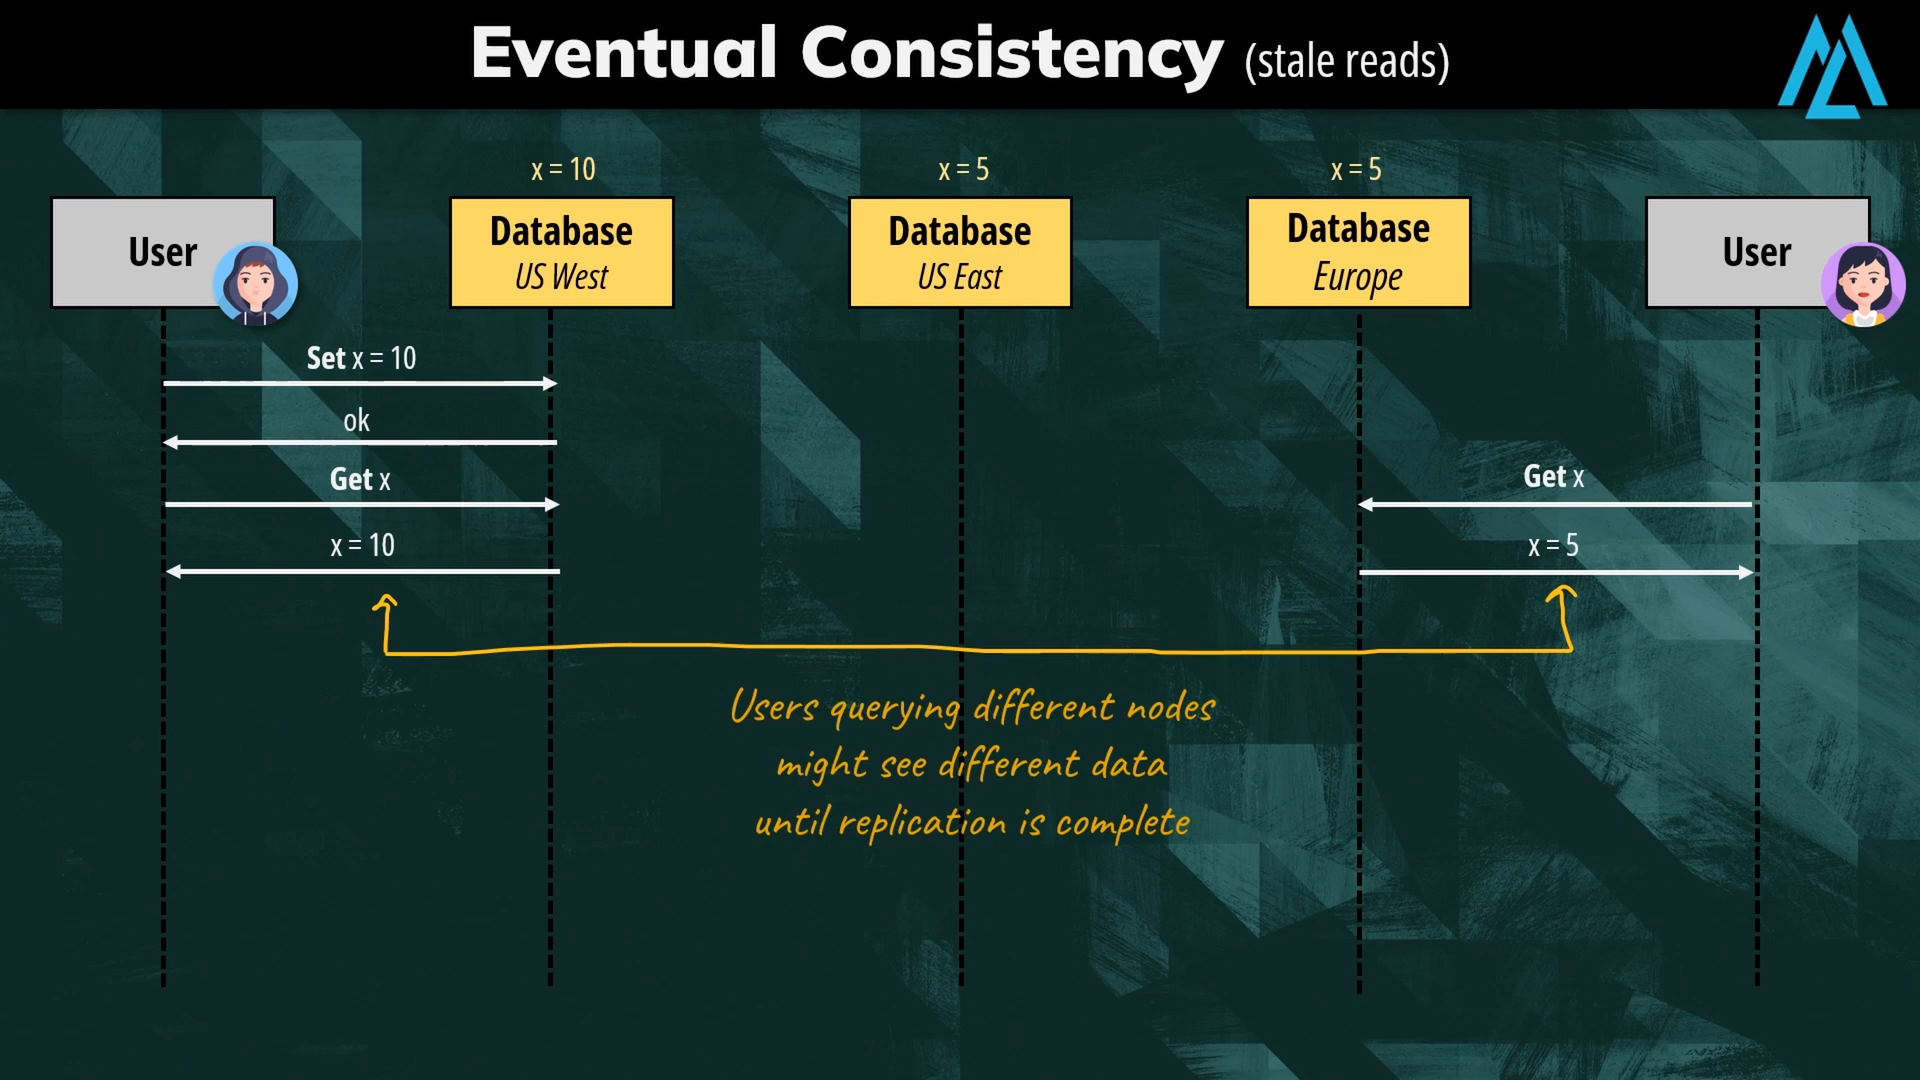 Eventual Consistency (stale reads)
x = 10
x = 5
x = 5
User
Database
US West
Database
US East
Database
Europe
User
Set x = 10
ok
Get x
x = 10
Get x
x = 5
Users querying different nodes
might see different data
until replication is complete